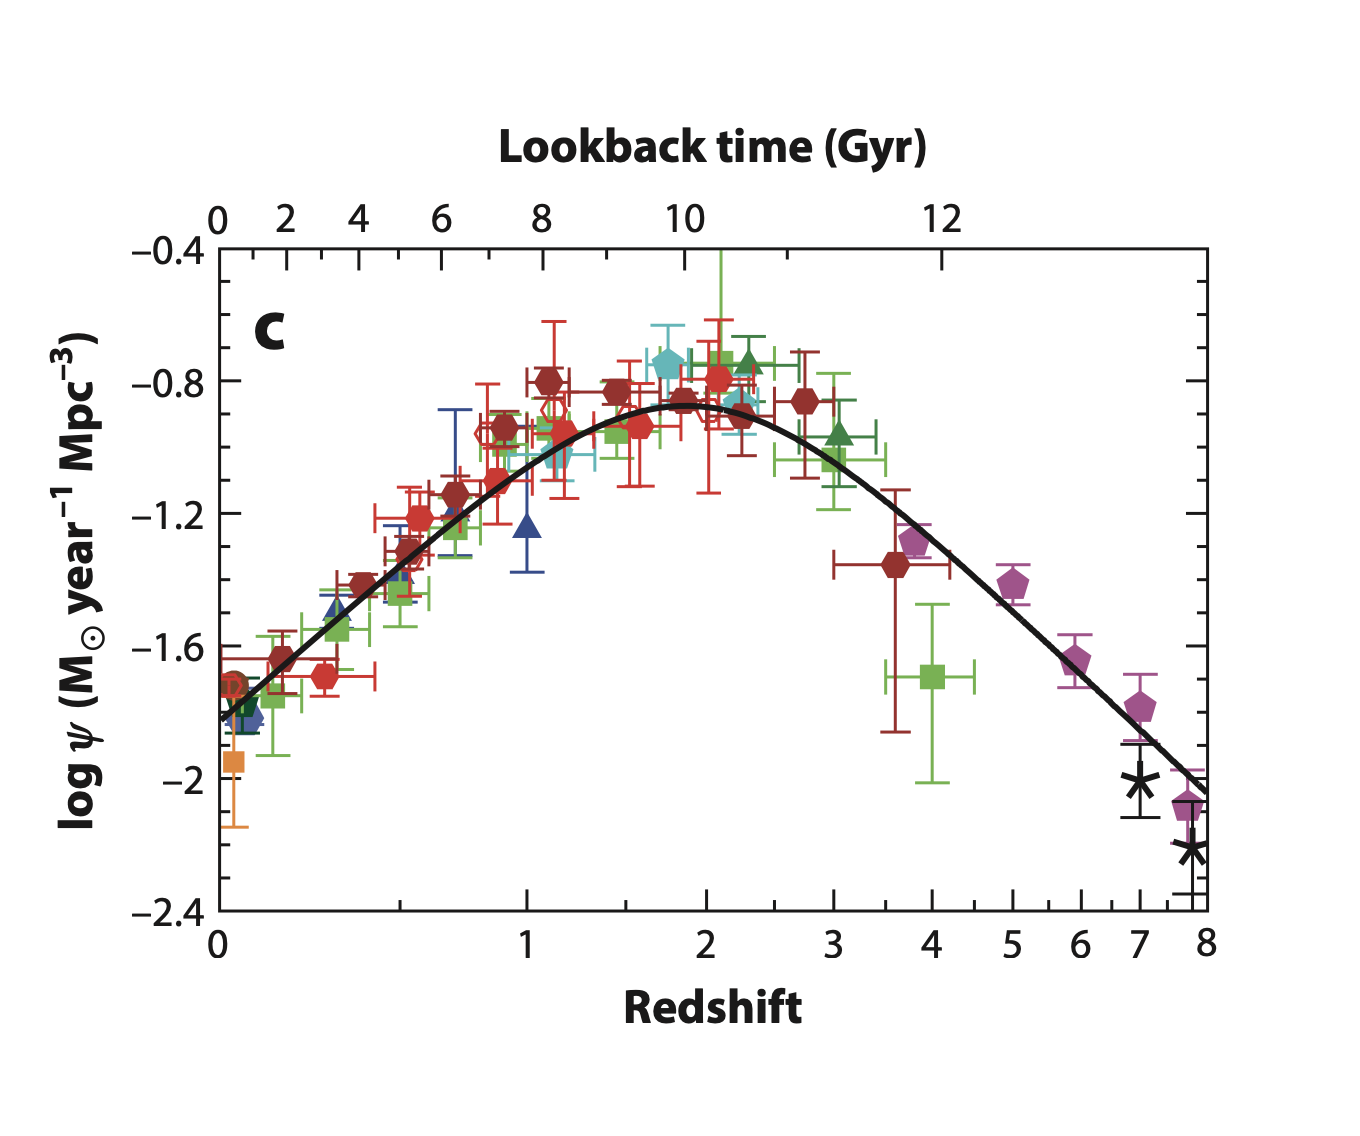 Lookback time (Gyr)
0 2 4 6 8 10 12
−0.4
c
−0.8
−1.2
−1.6
−2
−2.4
log ψ (M⊙ year−1 Mpc−3)
0 1 2 3 4 5 6 7 8
Redshift